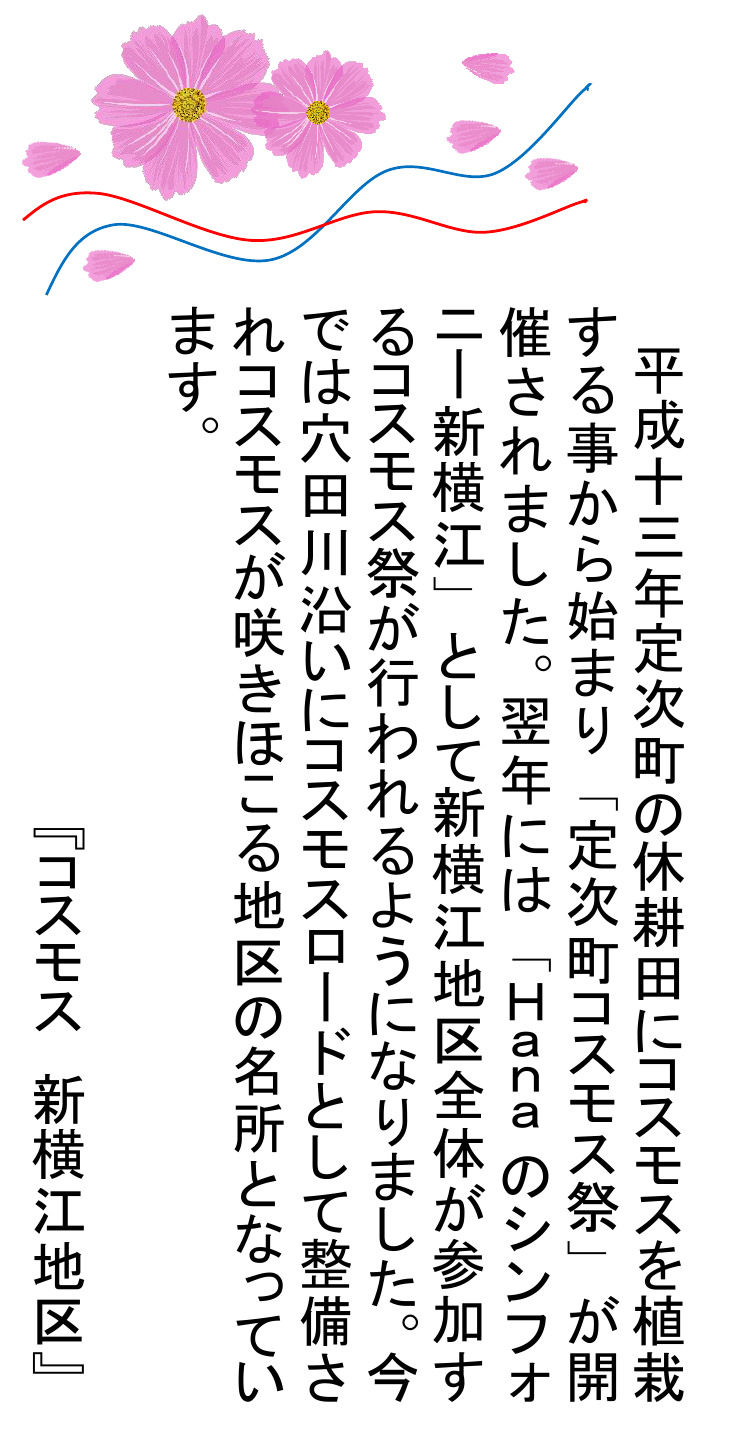 平成十三年定次町の休耕田にコスモスを植栽
する事から始まり「定次町コスモス祭」が開
催されました。翌年には「Ｈａｎａのシンフォ
ニー新横江」として新横江地区全体が参加す
るコスモス祭が行われるようになりました。今
では穴田川沿いにコスモスロードとして整備さ
れコスモスが咲きほこる地区の名所となってい
ます。
『コスモス　新横江地区』